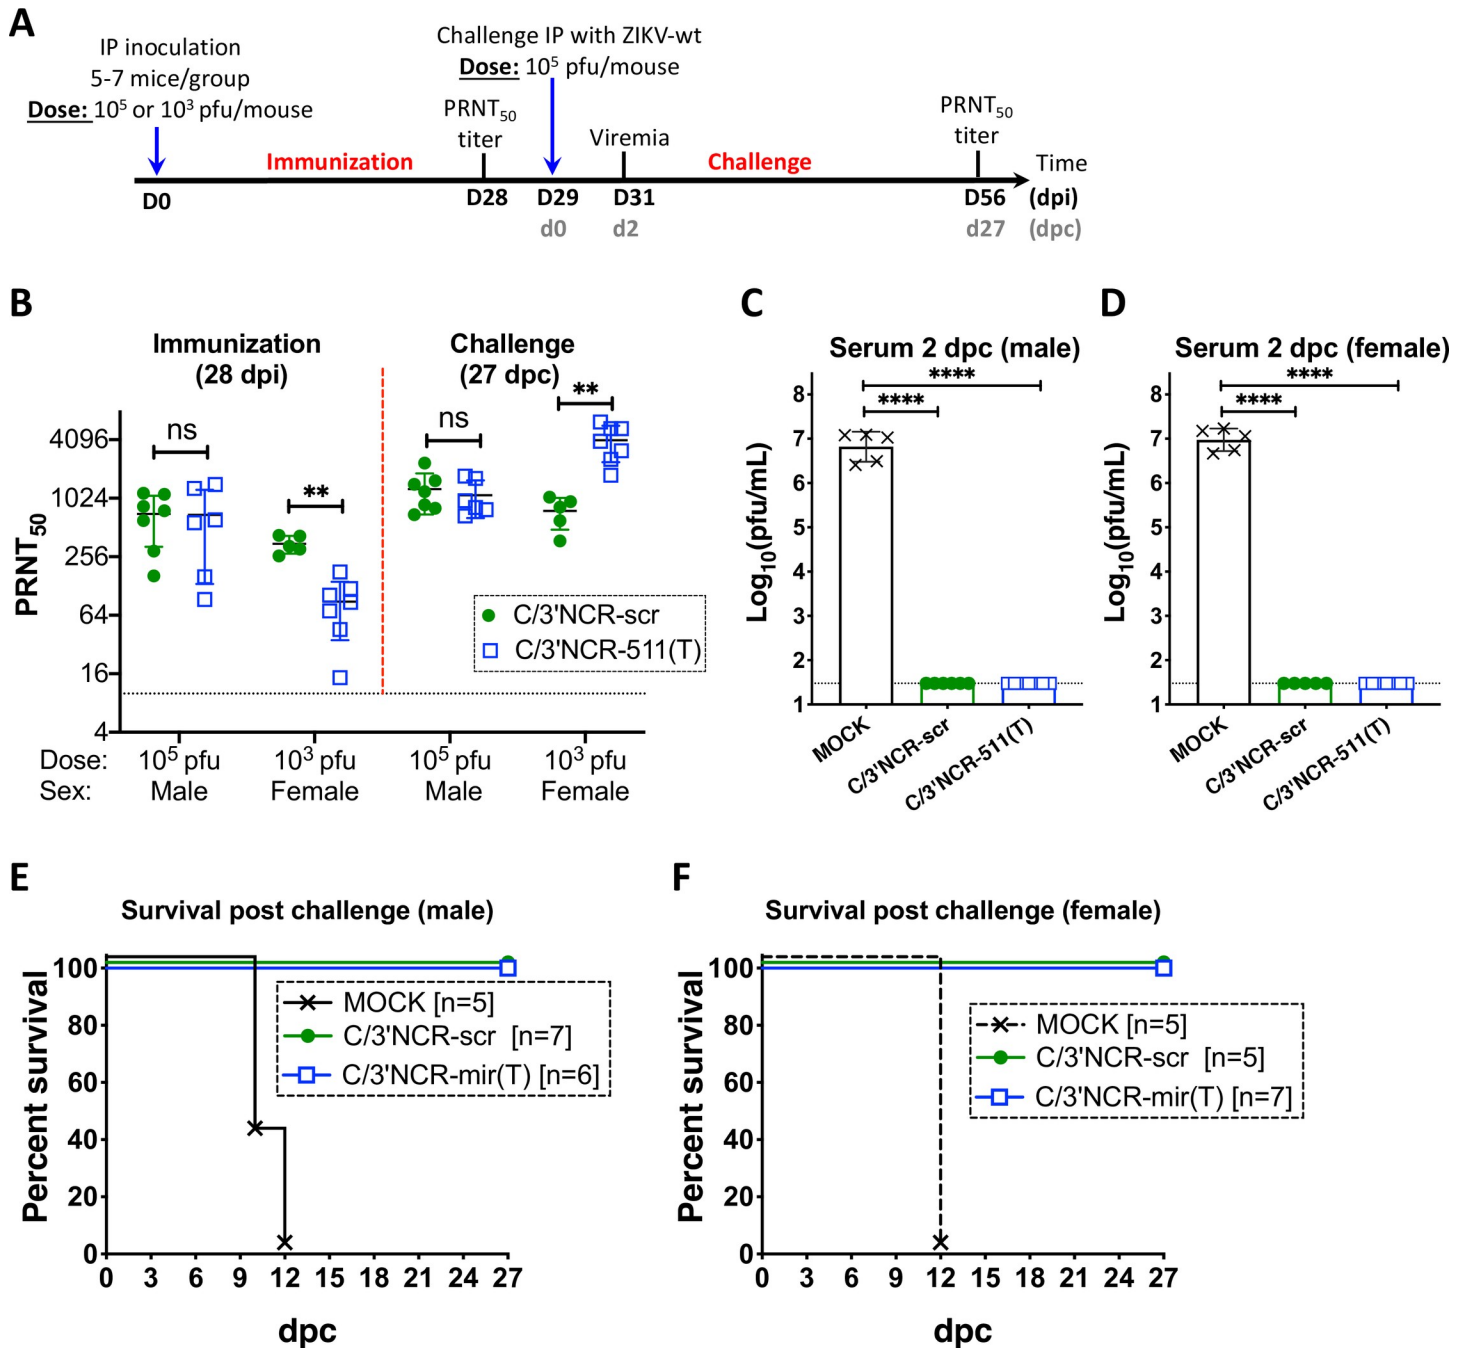 A
IP inoculation
5-7 mice/group
Dose: 10⁵ or 10³ pfu/mouse
Challenge IP with ZIKV-wt
Dose: 10⁵ pfu/mouse
PRNT₅₀
titer
Viremia
PRNT₅₀
titer
Immunization
Challenge
Time
D0
D28
D29
D31
D56
(dpi)
d0
d2
d27
(dpc)
B
Immunization
(28 dpi)
Challenge
(27 dpc)
ns
**
ns
**
PRNT₅₀
4096
1024
256
64
16
4
C/3'NCR-scr
C/3'NCR-511(T)
Dose:
10⁵ pfu
10³ pfu
10⁵ pfu
10³ pfu
Sex:
Male
Female
Male
Female
C
Serum 2 dpc (male)
****
****
Log₁₀(pfu/mL)
8
7
6
5
4
3
2
1
MOCK
C/3'NCR-scr
C/3'NCR-511(T)
D
Serum 2 dpc (female)
****
****
Log₁₀(pfu/mL)
8
7
6
5
4
3
2
1
MOCK
C/3'NCR-scr
C/3'NCR-511(T)
E
Survival post challenge (male)
Percent survival
100
80
60
40
20
0
MOCK [n=5]
C/3'NCR-scr [n=7]
C/3'NCR-mir(T) [n=6]
0 3 6 9 12 15 18 21 24 27
dpc
F
Survival post challenge (female)
Percent survival
100
80
60
40
20
0
MOCK [n=5]
C/3'NCR-scr [n=5]
C/3'NCR-mir(T) [n=7]
0 3 6 9 12 15 18 21 24 27
dpc